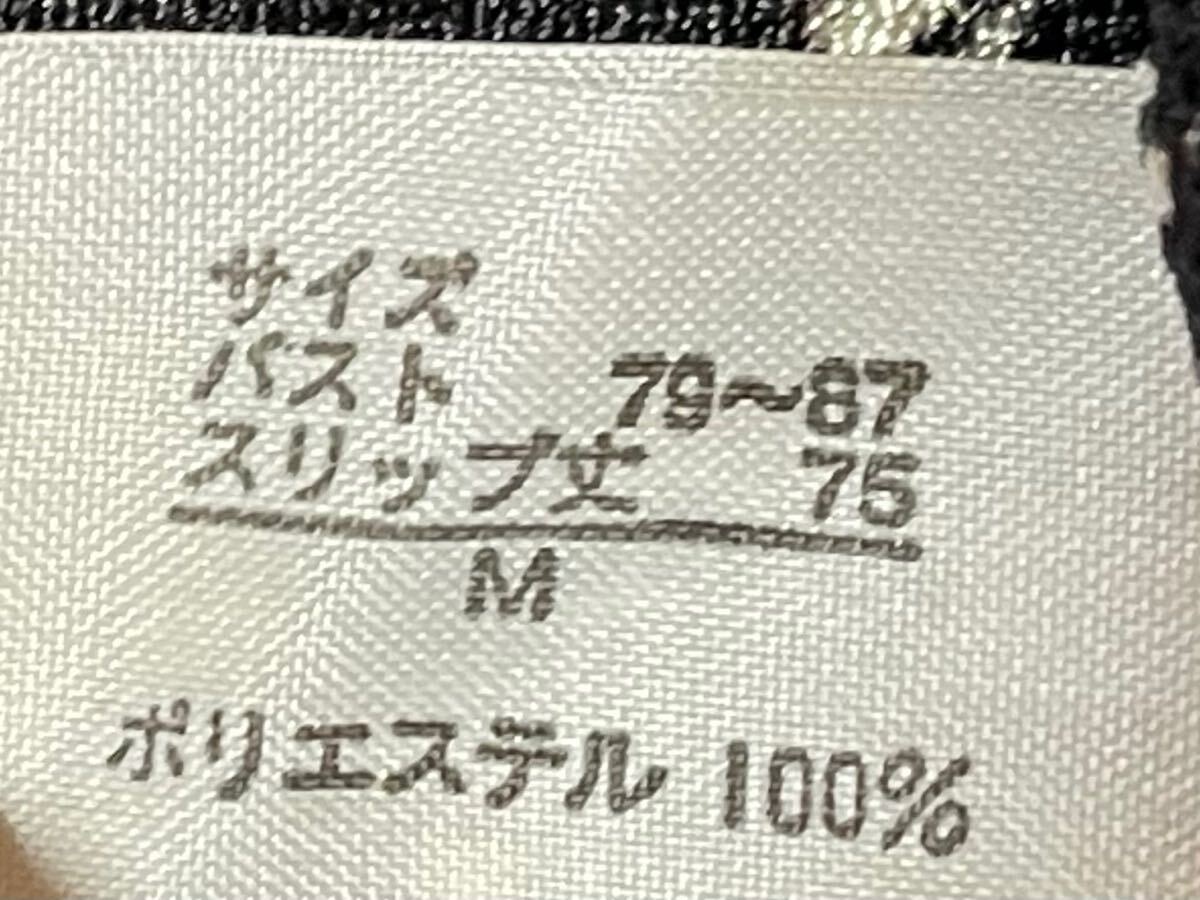 サイズ
バスト 79~87
スリップ丈 75
M
ポリエステル 100%